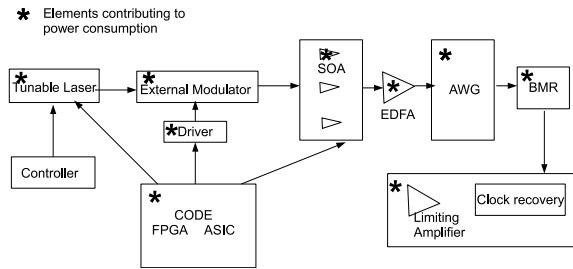 * Elements contributing to
power consumption
* Tunable Laser
* External Modulator
* SOA
* EDFA
* AWG
* BMR
* Driver
Controller
* CODE
FPGA ASIC
* Limiting
Amplifier
Clock recovery